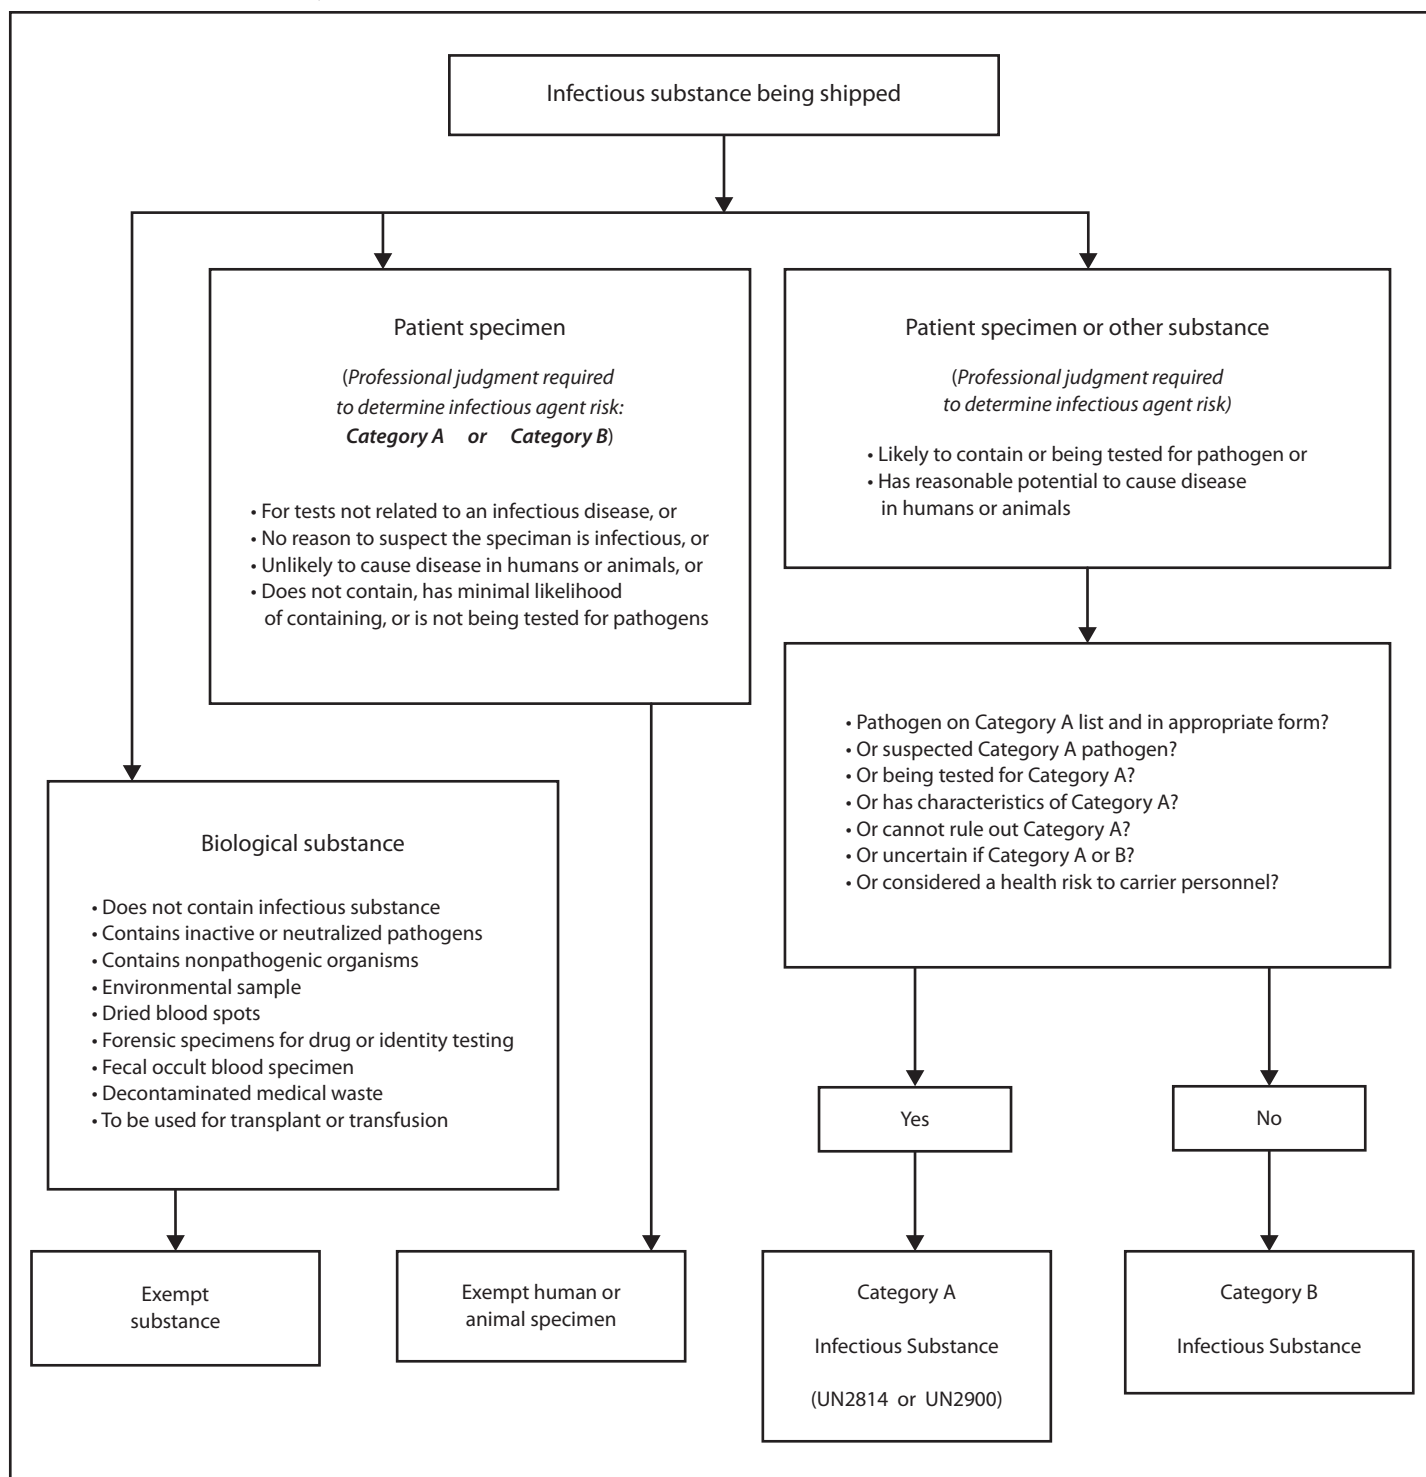 Infectious substance being shipped
Patient specimen
(Professional judgment required
to determine infectious agent risk:
Category A or Category B)
• For tests not related to an infectious disease, or
• No reason to suspect the speciman is infectious, or
• Unlikely to cause disease in humans or animals, or
• Does not contain, has minimal likelihood
of containing, or is not being tested for pathogens
Patient specimen or other substance
(Professional judgment required
to determine infectious agent risk)
• Likely to contain or being tested for pathogen or
• Has reasonable potential to cause disease
in humans or animals
• Pathogen on Category A list and in appropriate form?
• Or suspected Category A pathogen?
• Or being tested for Category A?
• Or has characteristics of Category A?
• Or cannot rule out Category A?
• Or uncertain if Category A or B?
• Or considered a health risk to carrier personnel?
Biological substance
• Does not contain infectious substance
• Contains inactive or neutralized pathogens
• Contains nonpathogenic organisms
• Environmental sample
• Dried blood spots
• Forensic specimens for drug or identity testing
• Fecal occult blood specimen
• Decontaminated medical waste
• To be used for transplant or transfusion
Yes
No
Exempt
substance
Exempt human or
animal specimen
Category A
Infectious Substance
(UN2814 or UN2900)
Category B
Infectious Substance